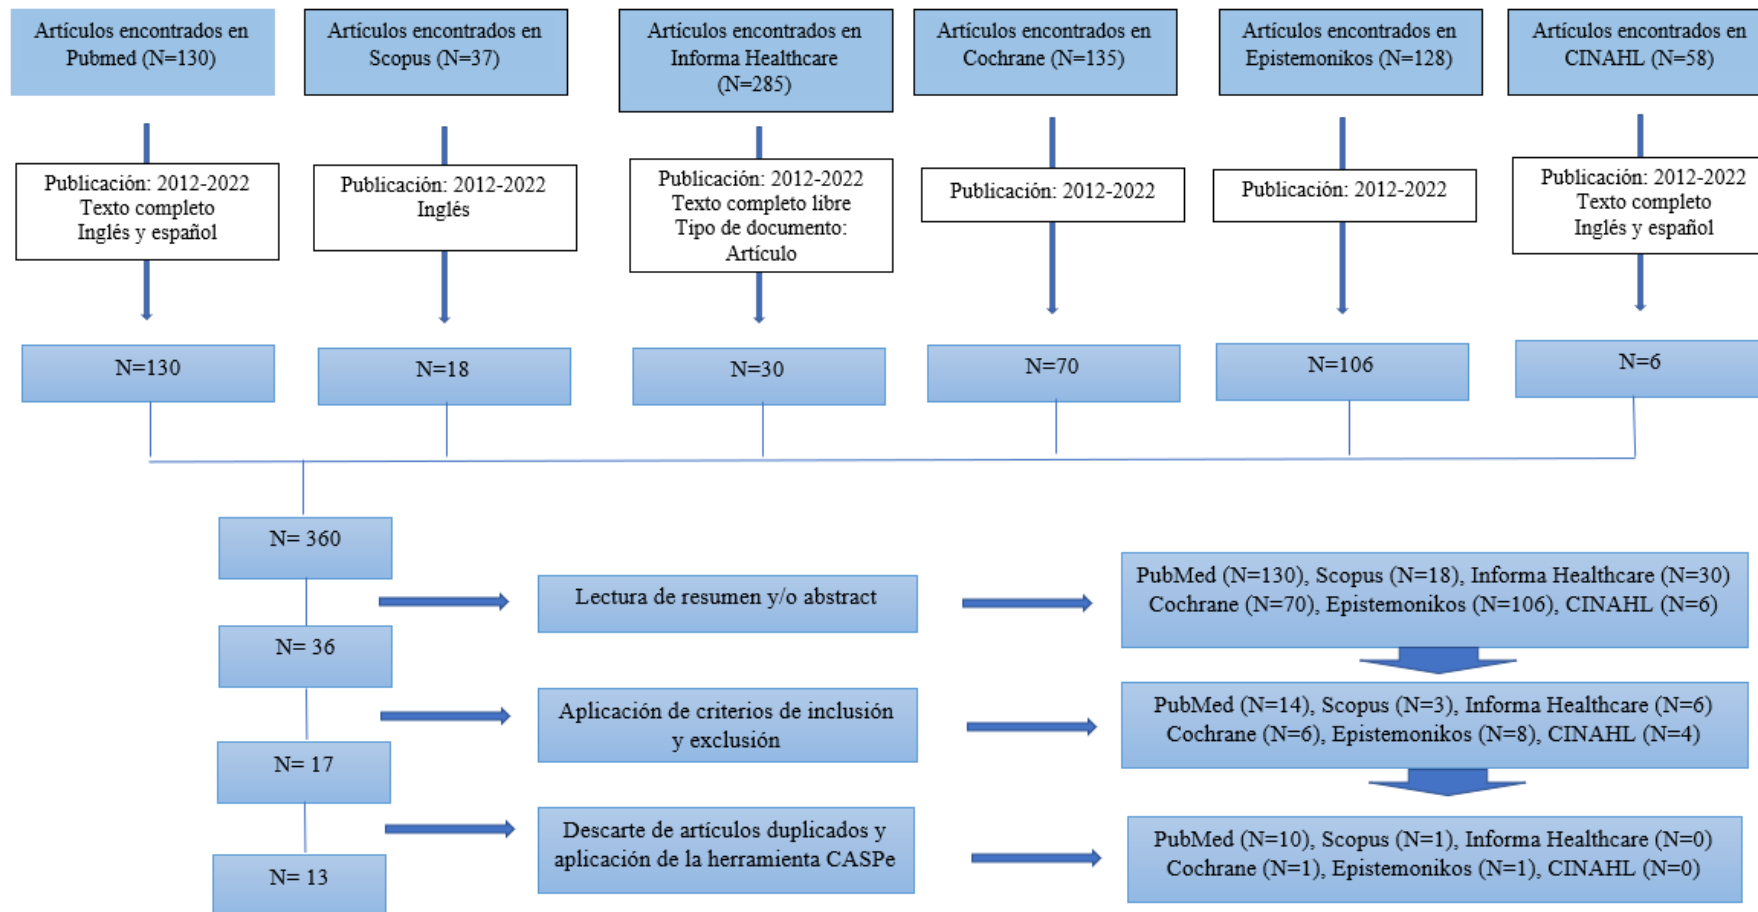 Artículos encontrados en
Pubmed (N=130)
Artículos encontrados en
Scopus (N=37)
Artículos encontrados en
Informa Healthcare
(N=285)
Artículos encontrados en
Cochrane (N=135)
Artículos encontrados en
Epistemonikos (N=128)
Artículos encontrados en
CINAHL (N=58)
Publicación: 2012-2022
Texto completo
Inglés y español
Publicación: 2012-2022
Inglés
Publicación: 2012-2022
Texto completo libre
Tipo de documento:
Artículo
Publicación: 2012-2022
Publicación: 2012-2022
Publicación: 2012-2022
Texto completo
Inglés y español
N=130
N=18
N=30
N=70
N=106
N=6
N= 360
Lectura de resumen y/o abstract
PubMed (N=130), Scopus (N=18), Informa Healthcare (N=30)
Cochrane (N=70), Epistemonikos (N=106), CINAHL (N=6)
N= 36
Aplicación de criterios de inclusión
y exclusión
PubMed (N=14), Scopus (N=3), Informa Healthcare (N=6)
Cochrane (N=6), Epistemonikos (N=8), CINAHL (N=4)
N= 17
Descarte de artículos duplicados y
aplicación de la herramienta CASPe
PubMed (N=10), Scopus (N=1), Informa Healthcare (N=0)
Cochrane (N=1), Epistemonikos (N=1), CINAHL (N=0)
N= 13